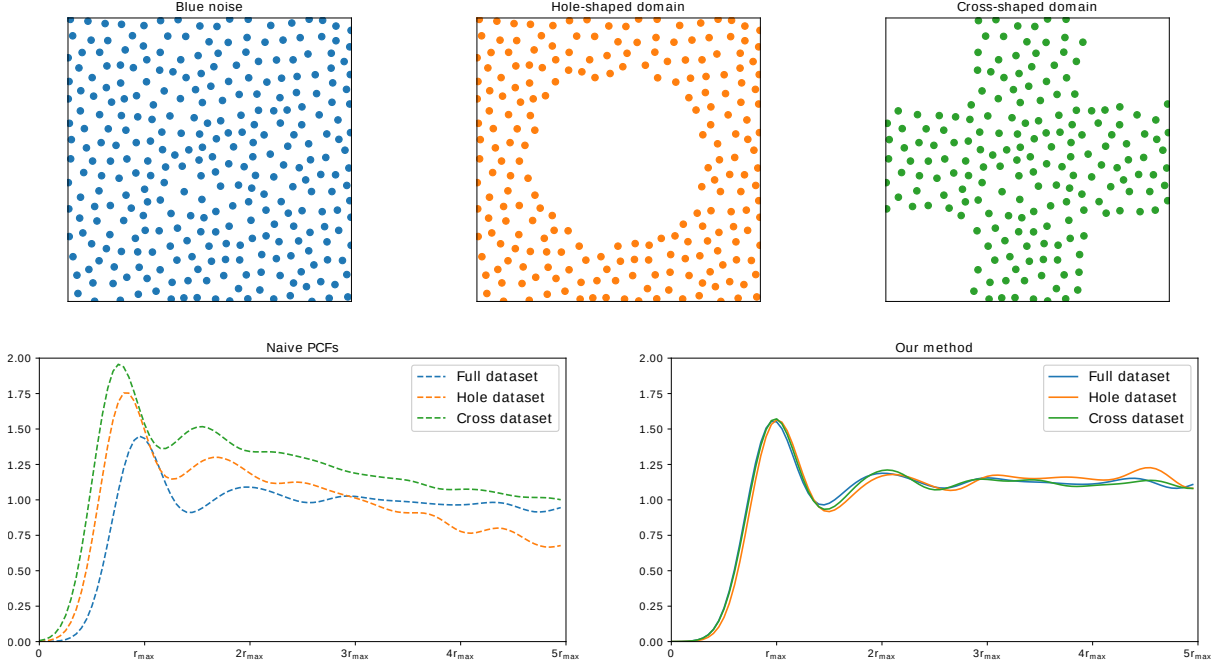 Blue noise
Hole-shaped domain
Cross-shaped domain
Naive PCFs
2.00
1.75
1.50
1.25
1.00
0.75
0.50
0.25
0.00
0
rmax
2rmax
3rmax
4rmax
5rmax
Full dataset
Hole dataset
Cross dataset
Our method
2.00
1.75
1.50
1.25
1.00
0.75
0.50
0.25
0.00
0
rmax
2rmax
3rmax
4rmax
5rmax
Full dataset
Hole dataset
Cross dataset